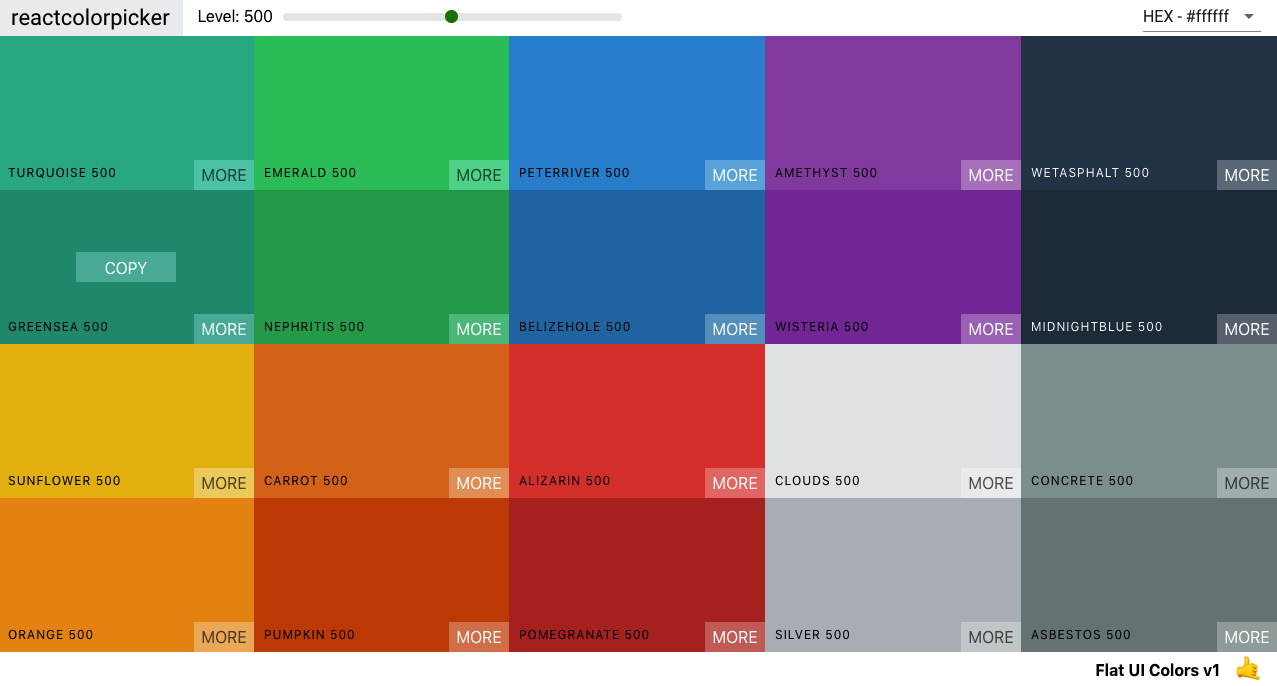 reactcolorpicker Level: 500 HEX - #ffffff
TURQUOISE 500 MORE EMERALD 500 MORE PETERRIVER 500 MORE AMETHYST 500 MORE WETASPHALT 500 MORE
COPY
GREENSEA 500 MORE NEPHRITIS 500 MORE BELIZEHOLE 500 MORE WISTERIA 500 MORE MIDNIGHTBLUE 500 MORE
SUNFLOWER 500 MORE CARROT 500 MORE ALIZARIN 500 MORE CLOUDS 500 MORE CONCRETE 500 MORE
ORANGE 500 MORE PUMPKIN 500 MORE POMEGRANATE 500 MORE SILVER 500 MORE ASBESTOS 500 MORE
Flat UI Colors v1 🤙